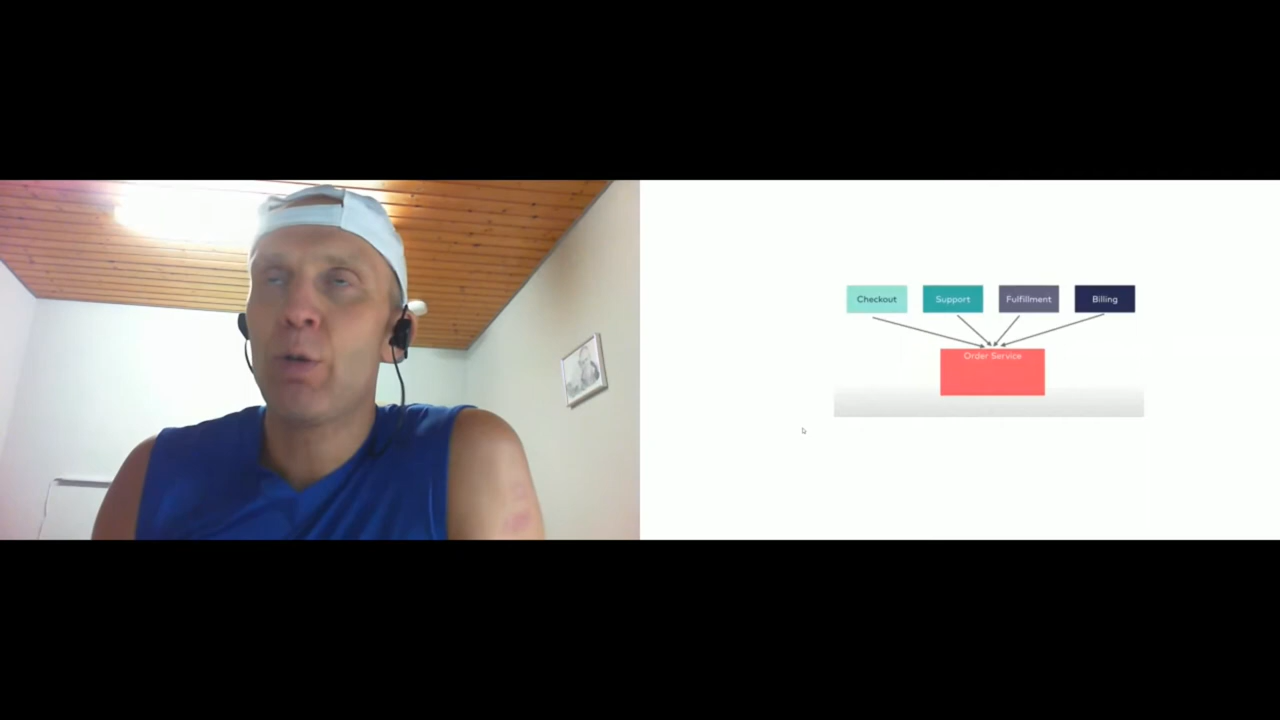 Checkout
Support
Fulfillment
Billing
Order Service